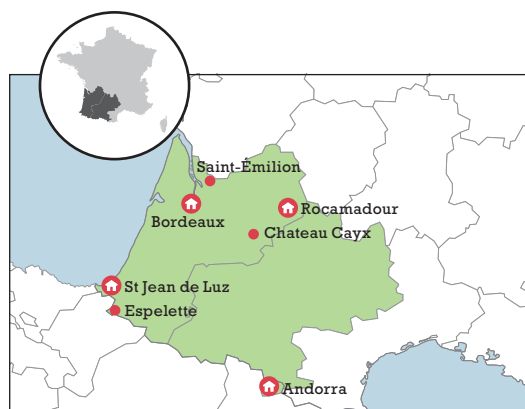 Saint-Émilion
Rocamadour
Bordeaux
Chateau Cayx
St Jean de Luz
Espelette
Andorra